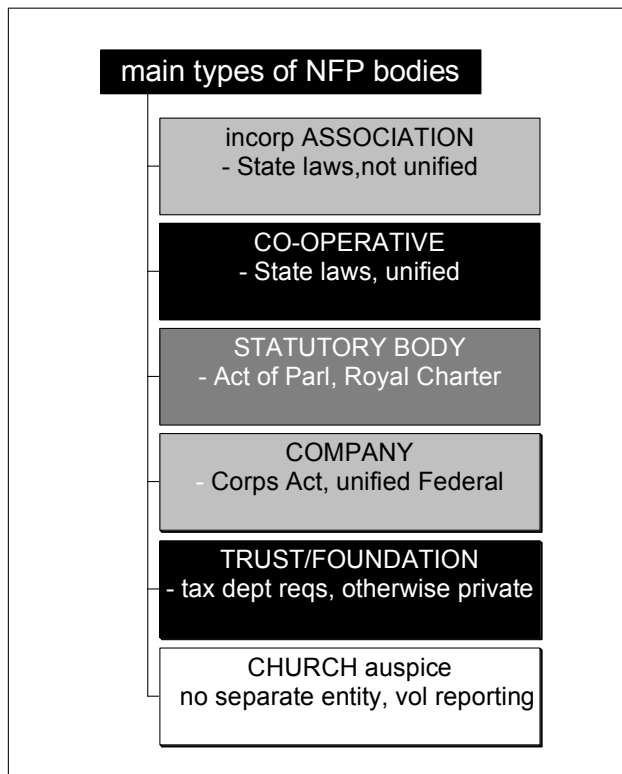 main types of NFP bodies
incorp ASSOCIATION
- State laws,not unified
CO-OPERATIVE
- State laws, unified
STATUTORY BODY
- Act of Parl, Royal Charter
COMPANY
- Corps Act, unified Federal
TRUST/FOUNDATION
- tax dept reqs, otherwise private
CHURCH auspice
no separate entity, vol reporting